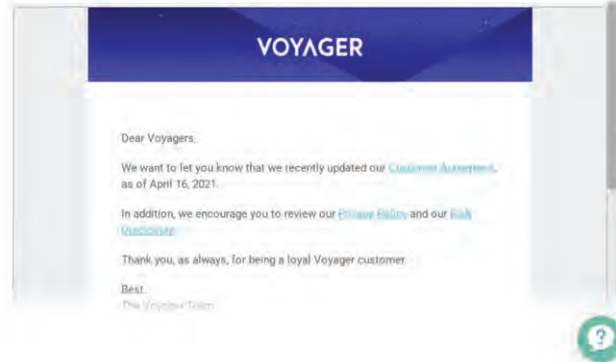 VOYAGER
Dear Voyagers,
We want to let you know that we recently updated our Customer Agreement,
as of April 16, 2021.
In addition, we encourage you to review our Privacy Policy and our Risk
Disclosure.
Thank you, as always, for being a loyal Voyager customer.
Best,
The Voyager Team
?